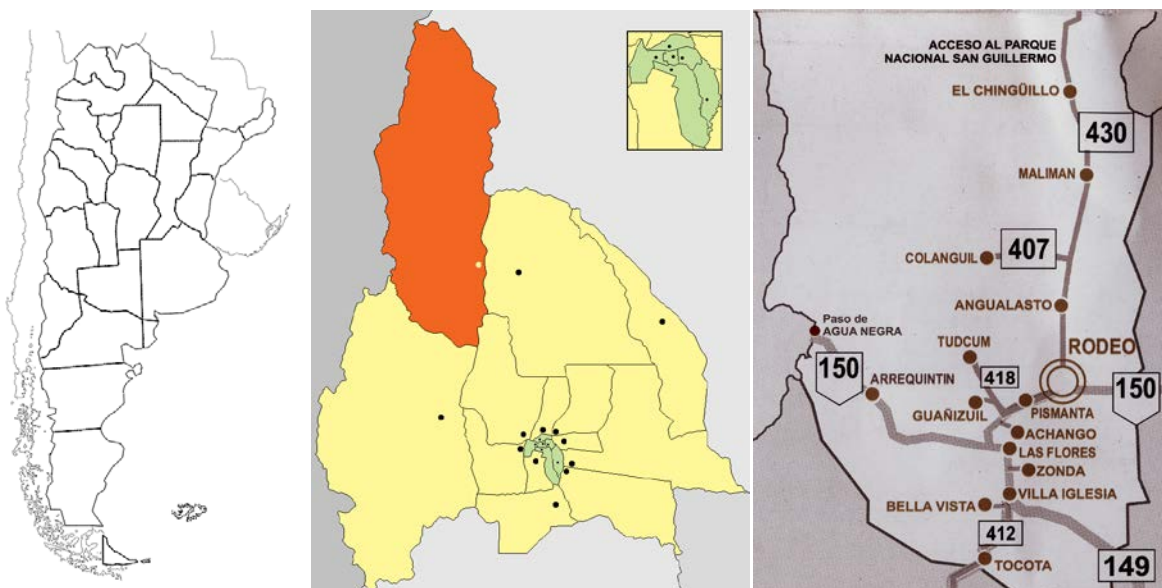 ACCESO AL PARQUE
NACIONAL SAN GUILLERMO
EL CHINGÜILLO
430
MALIMAN
COLANGUIL
407
ANGUALASTO
Paso de
AGUA NEGRA
TUDCUM
RODEO
150
ARREQUINTIN
418
150
GUAÑIZUIL
PISMANTA
ACHANGO
LAS FLORES
ZONDA
VILLA IGLESIA
BELLA VISTA
412
TOCOTA
149